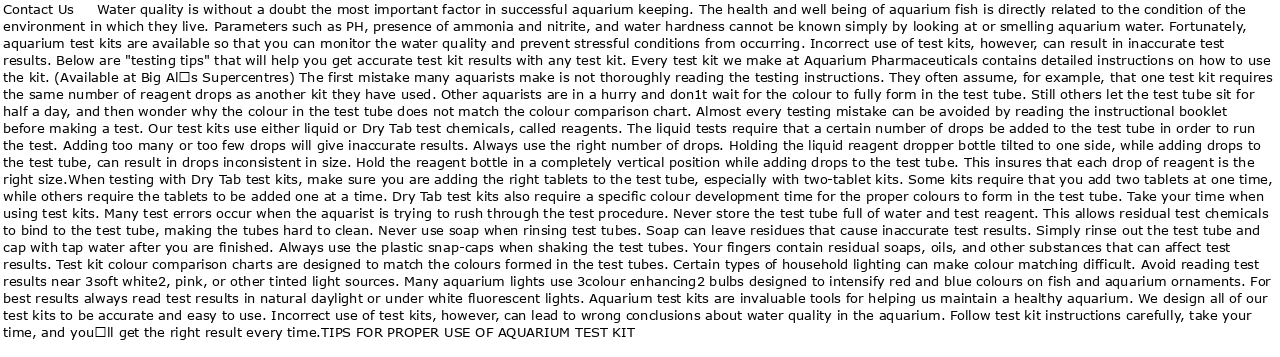 Contact Us      Water quality is without a doubt the most important factor in successful aquarium keeping. The health and well being of aquarium fish is directly related to the condition of the
environment in which they live. Parameters such as PH, presence of ammonia and nitrite, and water hardness cannot be known simply by looking at or smelling aquarium water. Fortunately,
aquarium test kits are available so that you can monitor the water quality and prevent stressful conditions from occurring. Incorrect use of test kits, however, can result in inaccurate test
results. Below are "testing tips" that will help you get accurate test kit results with any test kit. Every test kit we make at Aquarium Pharmaceuticals contains detailed instructions on how to use
the kit. (Available at Big Al□s Supercentres) The first mistake many aquarists make is not thoroughly reading the testing instructions. They often assume, for example, that one test kit requires
the same number of reagent drops as another kit they have used. Other aquarists are in a hurry and don1t wait for the colour to fully form in the test tube. Still others let the test tube sit for
half a day, and then wonder why the colour in the test tube does not match the colour comparison chart. Almost every testing mistake can be avoided by reading the instructional booklet
before making a test. Our test kits use either liquid or Dry Tab test chemicals, called reagents. The liquid tests require that a certain number of drops be added to the test tube in order to run
the test. Adding too many or too few drops will give inaccurate results. Always use the right number of drops. Holding the liquid reagent dropper bottle tilted to one side, while adding drops to
the test tube, can result in drops inconsistent in size. Hold the reagent bottle in a completely vertical position while adding drops to the test tube. This insures that each drop of reagent is the
right size.When testing with Dry Tab test kits, make sure you are adding the right tablets to the test tube, especially with two-tablet kits. Some kits require that you add two tablets at one time,
while others require the tablets to be added one at a time. Dry Tab test kits also require a specific colour development time for the proper colours to form in the test tube. Take your time when
using test kits. Many test errors occur when the aquarist is trying to rush through the test procedure. Never store the test tube full of water and test reagent. This allows residual test chemicals
to bind to the test tube, making the tubes hard to clean. Never use soap when rinsing test tubes. Soap can leave residues that cause inaccurate test results. Simply rinse out the test tube and
cap with tap water after you are finished. Always use the plastic snap-caps when shaking the test tubes. Your fingers contain residual soaps, oils, and other substances that can affect test
results. Test kit colour comparison charts are designed to match the colours formed in the test tubes. Certain types of household lighting can make colour matching difficult. Avoid reading test
results near 3soft white2, pink, or other tinted light sources. Many aquarium lights use 3colour enhancing2 bulbs designed to intensify red and blue colours on fish and aquarium ornaments. For
best results always read test results in natural daylight or under white fluorescent lights. Aquarium test kits are invaluable tools for helping us maintain a healthy aquarium. We design all of our
test kits to be accurate and easy to use. Incorrect use of test kits, however, can lead to wrong conclusions about water quality in the aquarium. Follow test kit instructions carefully, take your
time, and you□ll get the right result every time.TIPS FOR PROPER USE OF AQUARIUM TEST KIT